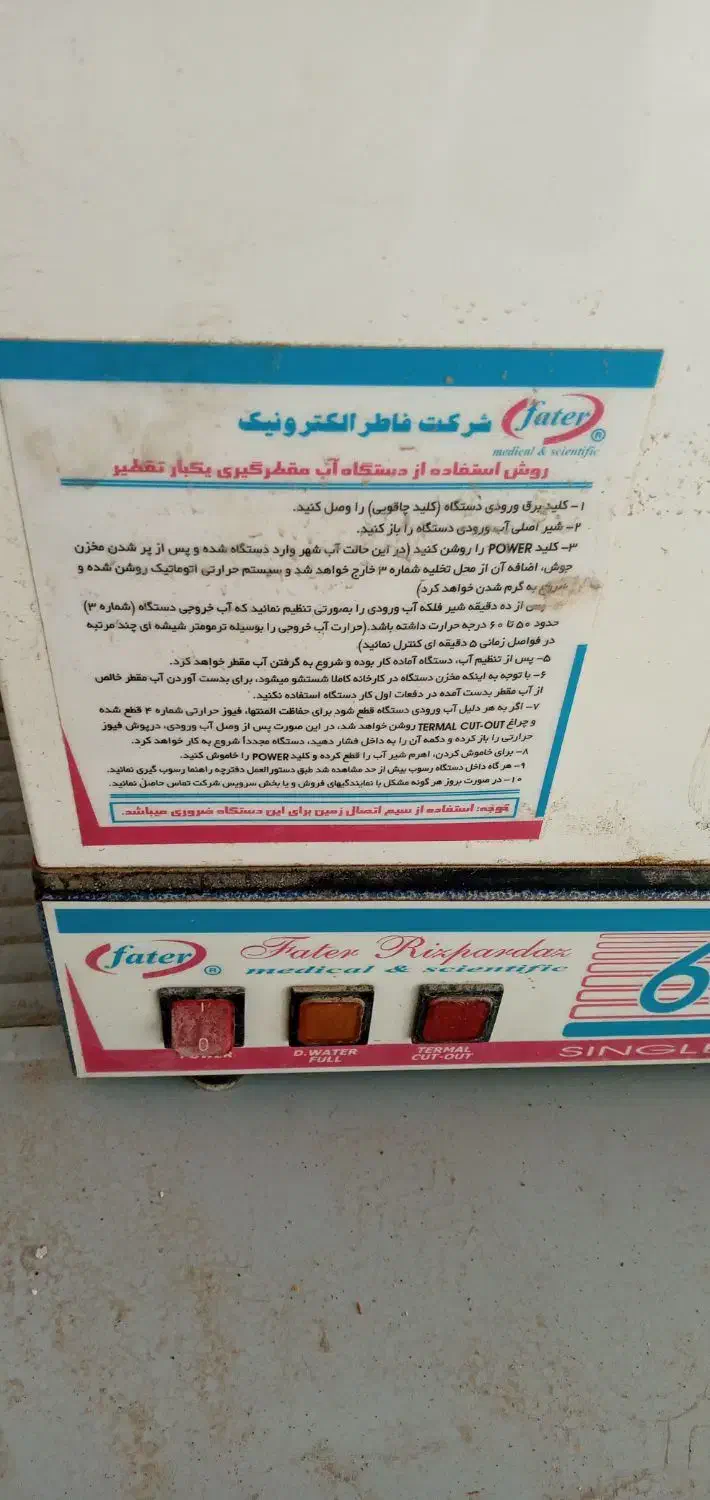 fater ®
medical & scientific
شرکت فاطر الکترونیک
روش استفاده از دستگاه آب مقطرگیری یکبار تقطیر
۱- کلید برق ورودی دستگاه (کلید چاقویی) را وصل کنید.
۲- شیر اصلی آب ورودی دستگاه را باز کنید.
۳- کلید POWER را روشن کنید (در این حالت آب شهر وارد دستگاه شده و پس از پر شدن مخزن
جوش، اضافه آن از محل تخلیه شماره ۳ خارج خواهد شد و سیستم حرارتی اتوماتیک روشن شده و
شروع به گرم شدن خواهد کرد)
پس از ده دقیقه شیر فلکه آب ورودی را بصورتی تنظیم نمائید که آب خروجی دستگاه (شماره ۳)
حدود ۵۰ تا ۶۰ درجه حرارت داشته باشد.(حرارت آب خروجی را بوسیله ترمومتر شیشه ای چند مرتبه
در فواصل زمانی ۵ دقیقه ای کنترل نمائید)
۵- پس از تنظیم آب، دستگاه آماده کار بوده و شروع به گرفتن آب مقطر خواهد کرد.
۶- با توجه به اینکه مخزن دستگاه در کارخانه کاملا شستشو میشود، برای بدست آوردن آب مقطر خالص
از آب مقطر بدست آمده در دفعات اول کار دستگاه استفاده نکنید.
۷- اگر به هر دلیل آب ورودی دستگاه قطع شود برای حفاظت المنتها، فیوز حرارتی شماره ۴ قطع شده
و چراغ TERMAL CUT-OUT روشن خواهد شد، در این صورت پس از وصل آب ورودی، درپوش فیوز
حرارتی را باز کرده و دکمه آن را به داخل فشار دهید، دستگاه مجدداً شروع به کار خواهد کرد.
۸- برای خاموش کردن، اهرم شیر آب را قطع کرده و کلید POWER را خاموش کنید.
۹- هر گاه داخل دستگاه رسوب بیش از حد مشاهده شد طبق دستورالعمل دفترچه راهنما رسوب گیری نمائید.
۱۰- در صورت بروز هر گونه مشکل با نمایندگیهای فروش و یا بخش سرویس شرکت تماس حاصل نمائید.
توجه: استفاده از سیم اتصال زمین برای این دستگاه ضروری میباشد.
fater ® Fater Rizpardaz
medical & scientific
6
I
O
POWER
D.WATER
FULL
TERMAL
CUT-OUT
SINGLE